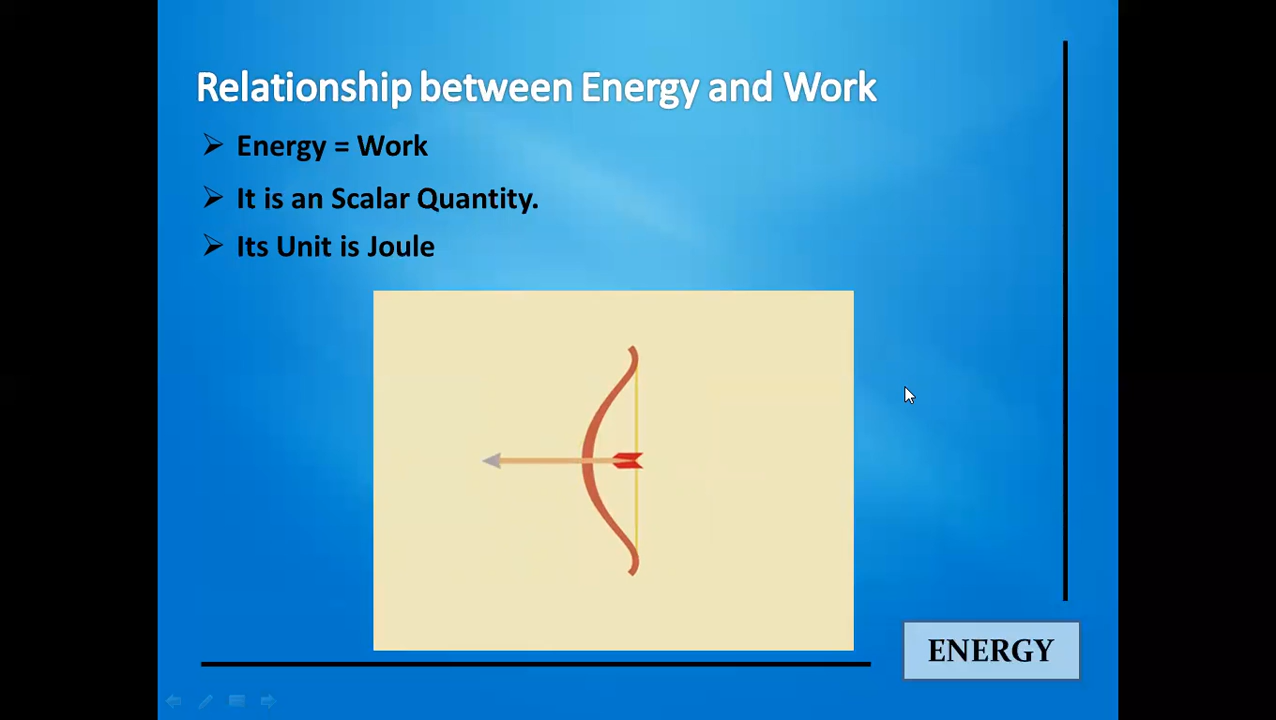 Relationship between Energy and Work
➢ Energy = Work
➢ It is an Scalar Quantity.
➢ Its Unit is Joule
ENERGY